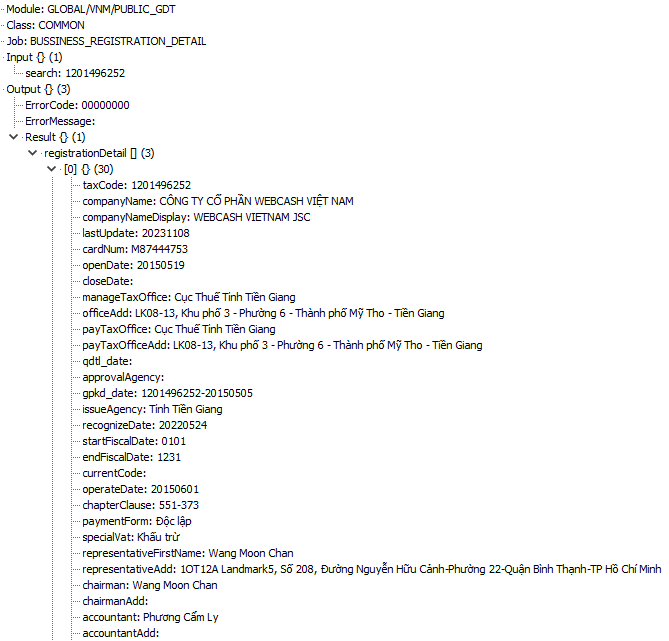 Module: GLOBAL/VNM/PUBLIC_GDT
Class: COMMON
Job: BUSSINESS_REGISTRATION_DETAIL
Input {} (1)
search: 1201496252
Output {} (3)
ErrorCode: 00000000
ErrorMessage:
Result {} (1)
registrationDetail [] (3)
[0] {} (30)
taxCode: 1201496252
companyName: CÔNG TY CỔ PHẦN WEBCASH VIỆT NAM
companyNameDisplay: WEBCASH VIETNAM JSC
lastUpdate: 20231108
cardNum: M87444753
openDate: 20150519
closeDate:
manageTaxOffice: Cục Thuế Tỉnh Tiền Giang
officeAdd: LK08-13, Khu phố 3 - Phường 6 - Thành phố Mỹ Tho - Tiền Giang
payTaxOffice: Cục Thuế Tỉnh Tiền Giang
payTaxOfficeAdd: LK08-13, Khu phố 3 - Phường 6 - Thành phố Mỹ Tho - Tiền Giang
qdtl_date:
approvalAgency:
gpkd_date: 1201496252-20150505
issueAgency: Tỉnh Tiền Giang
recognizeDate: 20220524
startFiscalDate: 0101
endFiscalDate: 1231
currentCode:
operateDate: 20150601
chapterClause: 551-373
paymentForm: Độc lập
specialVat: Khấu trừ
representativeFirstName: Wang Moon Chan
representativeAdd: 1OT12A Landmark5, Số 208, Đường Nguyễn Hữu Cảnh-Phường 22-Quận Bình Thạnh-TP Hồ Chí Minh
chairman: Wang Moon Chan
chairmanAdd:
accountant: Phương Cẩm Ly
accountantAdd: